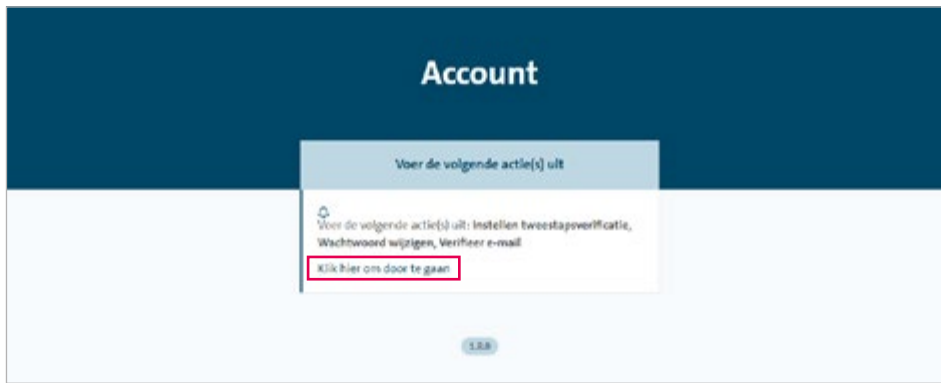 Account
Voer de volgende actie(s) uit
Voer de volgende actie(s) uit: Instellen tweestapsverificatie,
Wachtwoord wijzigen, Verifieer e-mail
Klik hier om door te gaan